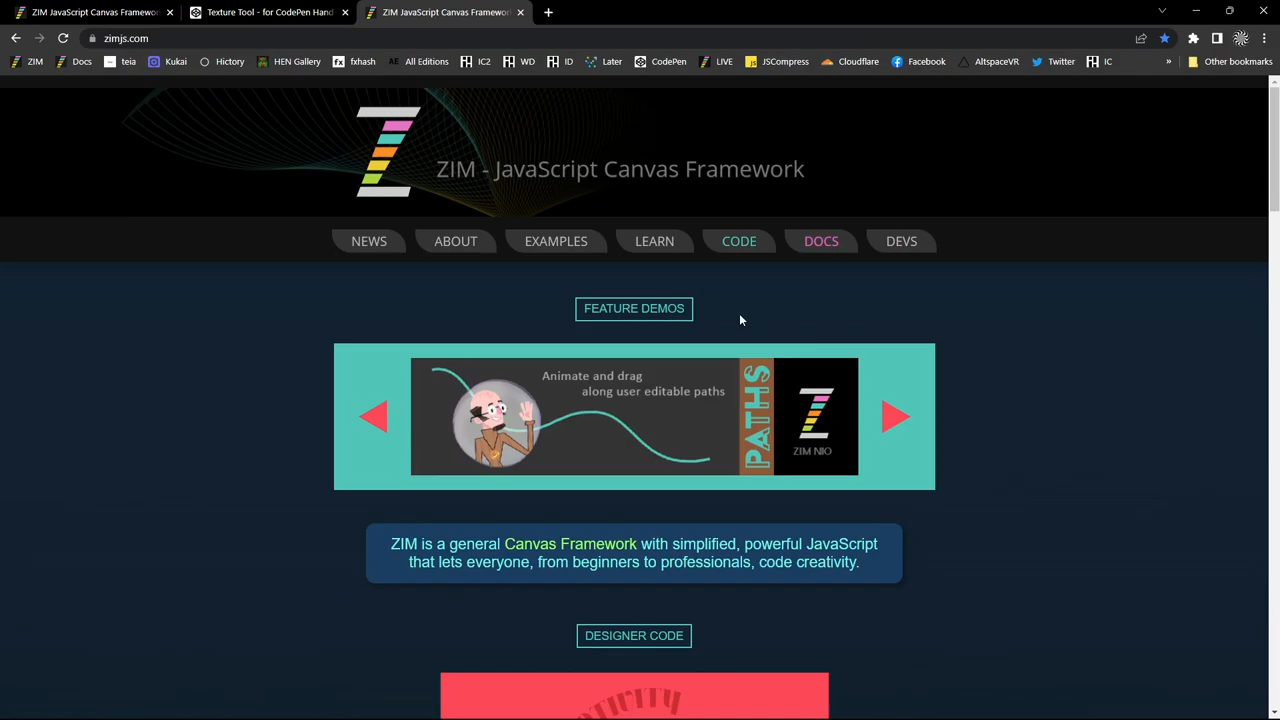 ZIM JavaScript Canvas Framewor
Texture Tool - for CodePen Hand
ZIM JavaScript Canvas Framewor
zimjs.com
ZIM
Docs
teia
Kukai
Hictory
HEN Gallery
fxhash
All Editions
IC2
WD
ID
Later
CodePen
LIVE
JSCompress
Cloudflare
Facebook
AltspaceVR
Twitter
IC
»
Other bookmarks
ZIM - JavaScript Canvas Framework
NEWS
ABOUT
EXAMPLES
LEARN
CODE
DOCS
DEVS
FEATURE DEMOS
Animate and drag
along user editable paths
PATHS
ZIM NIO
ZIM is a general Canvas Framework with simplified, powerful JavaScript
that lets everyone, from beginners to professionals, code creativity.
DESIGNER CODE